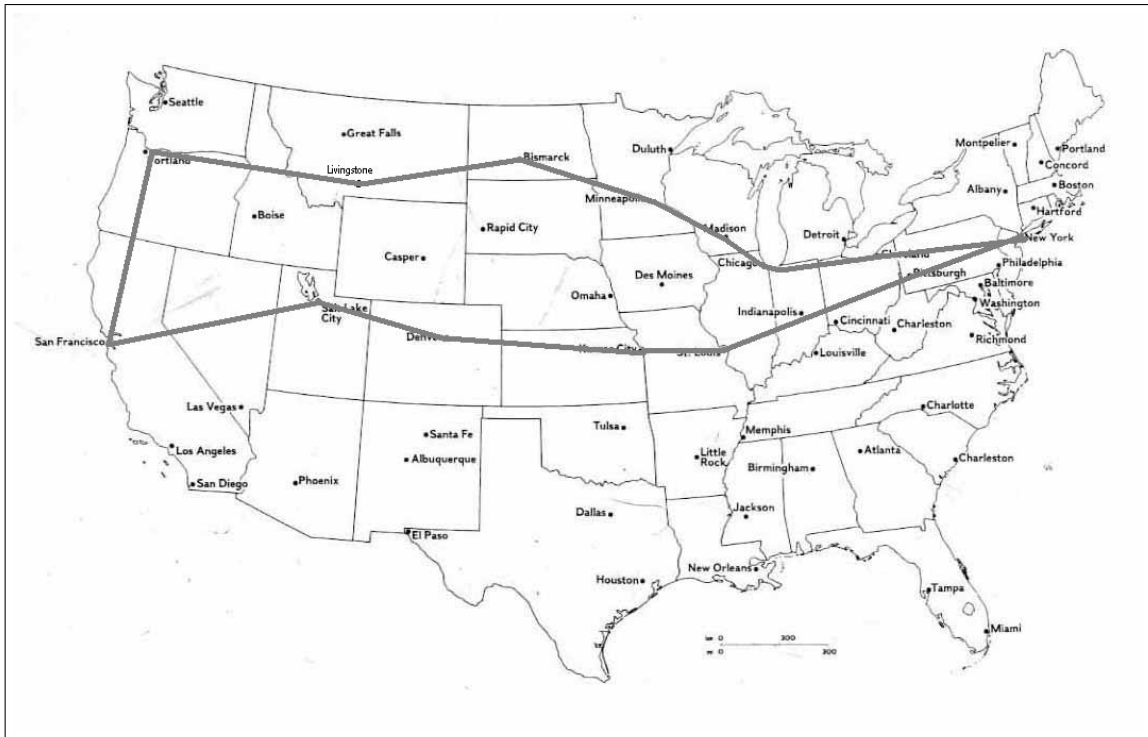 Seattle
Great Falls
Portland
Livingstone
Bismarck
Duluth
Montpelier
Portland
Concord
Boston
Albany
Hartford
Boise
Minneapolis
Rapid City
Madison
Detroit
New York
Casper
Chicago
Cleveland
Pittsburgh
Philadelphia
Des Moines
Baltimore
Omaha
Washington
Salt Lake
City
Indianapolis
Cincinnati
Charleston
San Francisco
Denver
Kansas City
St. Louis
Louisville
Richmond
Las Vegas
Charlotte
Santa Fe
Tulsa
Memphis
Los Angeles
Albuquerque
Little
Rock
Birmingham
Atlanta
Charleston
San Diego
Phoenix
Dallas
Jackson
El Paso
New Orleans
Houston
Tampa
Miami
0 300
0 300